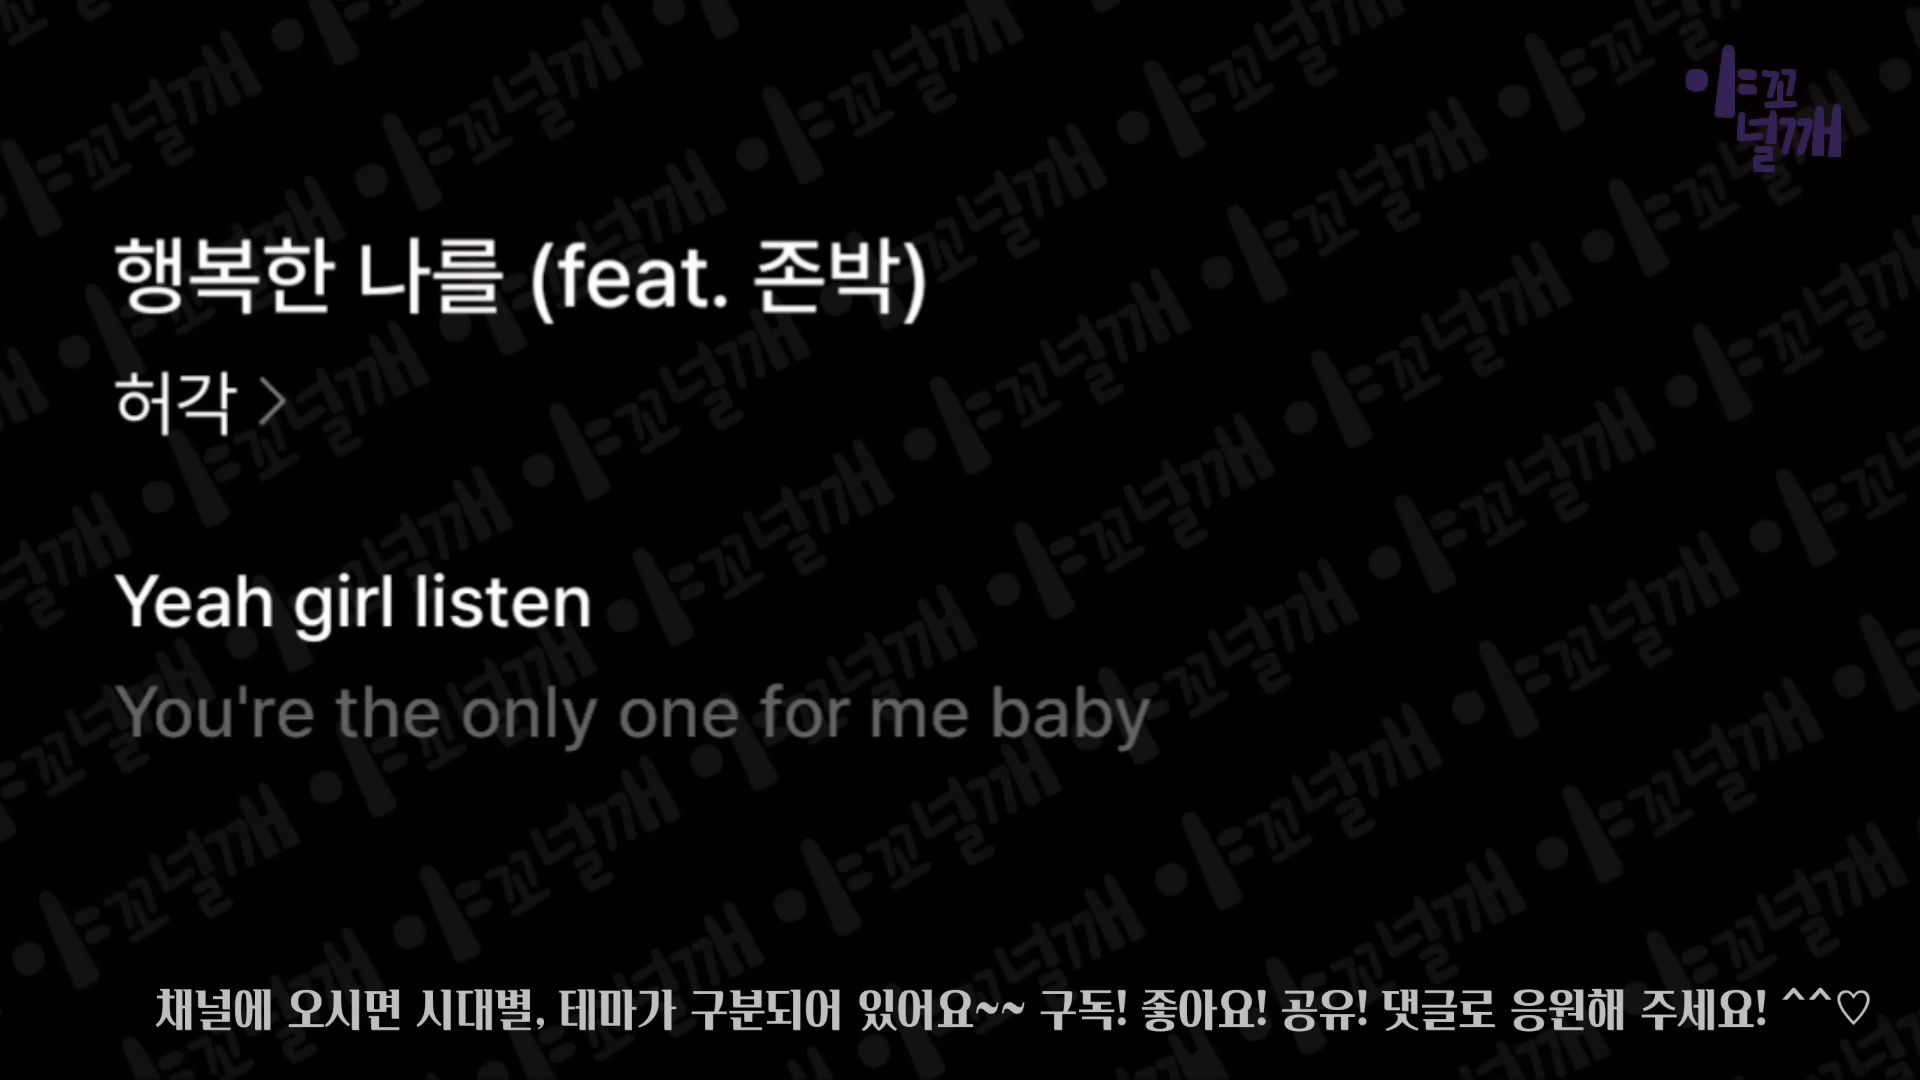 야꼬
널깨
행복한 나를 (feat. 존박)
허각 >
Yeah girl listen
You're the only one for me baby
채널에 오시면 시대별, 테마가 구분되어 있어요~~ 구독! 좋아요! 공유! 댓글로 응원해 주세요! ^^♡